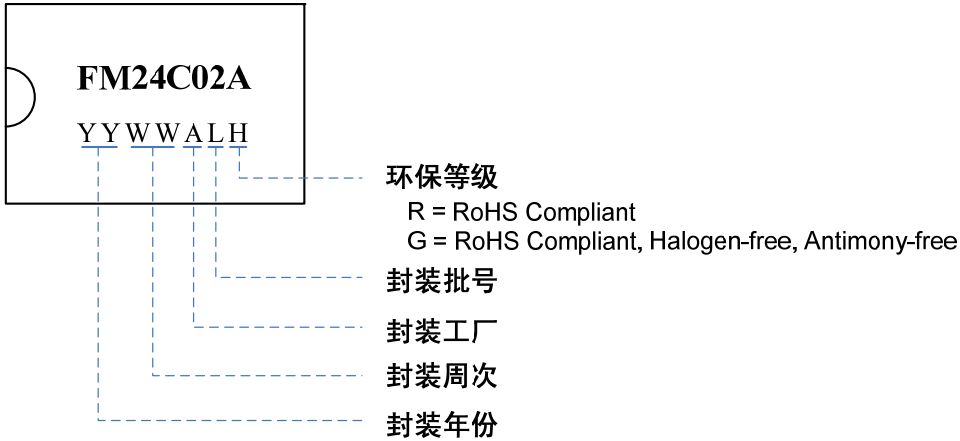 FM24C02A
YYWWALH
环保等级
R = RoHS Compliant
G = RoHS Compliant, Halogen-free, Antimony-free
封装批号
封装工厂
封装周次
封装年份